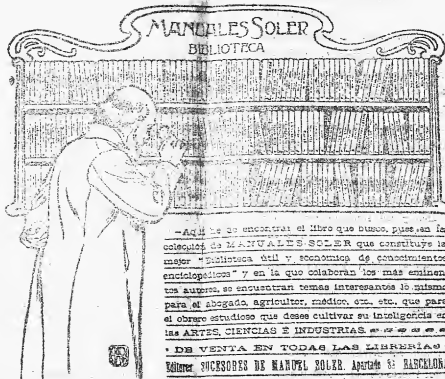 MANUALES SOLER
BIBLIOTECA
—Aquí he de encontrar el libro que busco, pues en la
colección de MANUALES-SOLER que constituye la
mejor "Biblioteca útil y económica de conocimientos
enciclopédicos" y en la que colaboran los más eminen-
tes autores, se encuentran temas interesantes lo mismo
para el abogado, agricultor, médico, etc., etc., que para
el obrero estudioso que desee cultivar su inteligencia en
las ARTES, CIENCIAS É INDUSTRIAS
• DE VENTA EN TODAS LAS LIBRERÍAS
Editores SUCESORES DE MANUEL SOLER. Apartado BARCELONA